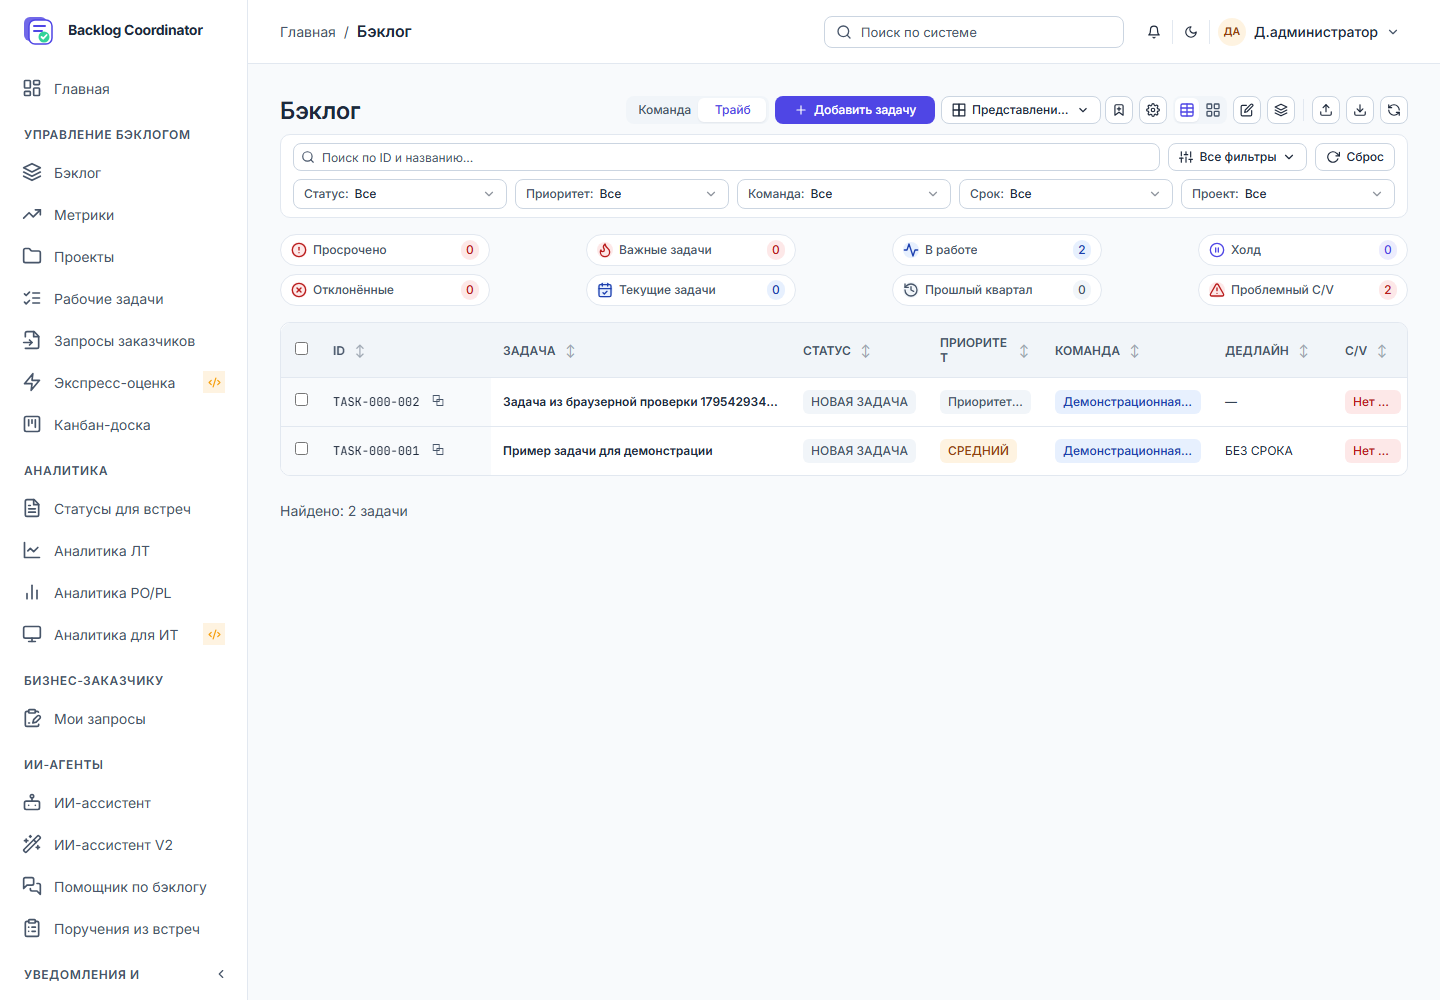 Backlog Coordinator
Главная
УПРАВЛЕНИЕ БЭКЛОГОМ
Бэклог
Метрики
Проекты
Рабочие задачи
Запросы заказчиков
Экспресс-оценка
Канбан-доска
АНАЛИТИКА
Статусы для встреч
Аналитика ЛТ
Аналитика PO/PL
Аналитика для ИТ
БИЗНЕС-ЗАКАЗЧИКУ
Мои запросы
ИИ-АГЕНТЫ
ИИ-ассистент
ИИ-ассистент V2
Помощник по бэклогу
Поручения из встреч
УВЕДОМЛЕНИЯ И
Главная / Бэклог
Поиск по системе
ДА Д.администратор
Бэклог
Команда Трайб
+ Добавить задачу
Представлени...
Поиск по ID и названию...
Все фильтры
Сброс
Статус: Все
Приоритет: Все
Команда: Все
Срок: Все
Проект: Все
Просрочено 0
Важные задачи 0
В работе 2
Холд 0
Отклонённые 0
Текущие задачи 0
Прошлый квартал 0
Проблемный C/V 2
ID ЗАДАЧА СТАТУС ПРИОРИТЕ
Т КОМАНДА ДЕДЛАЙН C/V
TASK-000-002 Задача из браузерной проверки 179542934... НОВАЯ ЗАДАЧА Приоритет... Демонстрационная... — Нет ...
TASK-000-001 Пример задачи для демонстрации НОВАЯ ЗАДАЧА СРЕДНИЙ Демонстрационная... БЕЗ СРОКА Нет ...
Найдено: 2 задачи